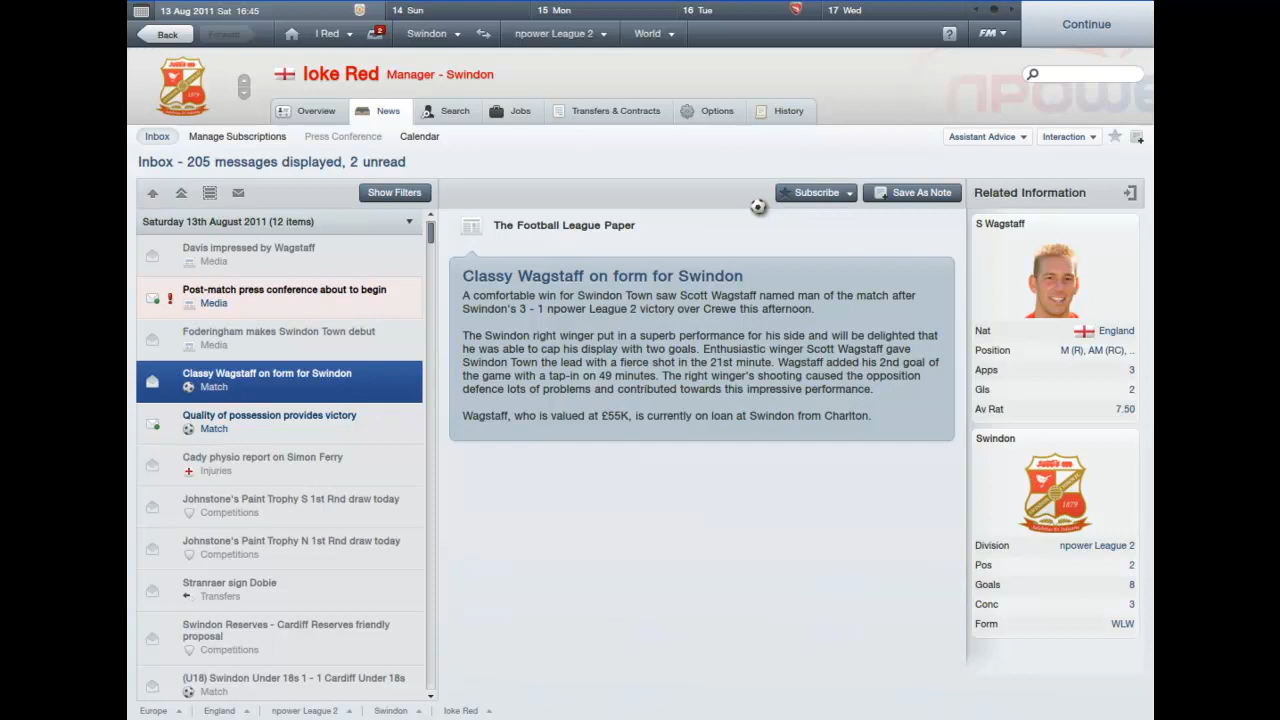 13 Aug 2011 Sat 16:45
14 Sun
15 Mon
16 Tue
17 Wed
Continue
Back
Forward
I Red
2
Swindon
npower League 2
World
?
FM
Ioke Red Manager - Swindon
Overview
News
Search
Jobs
Transfers & Contracts
Options
History
Inbox
Manage Subscriptions
Press Conference
Calendar
Assistant Advice
Interaction
Inbox - 205 messages displayed, 2 unread
Show Filters
Subscribe
Save As Note
Related Information
Saturday 13th August 2011 (12 items)
Davis impressed by Wagstaff
Media
Post-match press conference about to begin
Media
Foderingham makes Swindon Town debut
Media
Classy Wagstaff on form for Swindon
Match
Quality of possession provides victory
Match
Cady physio report on Simon Ferry
Injuries
Johnstone's Paint Trophy S 1st Rnd draw today
Competitions
Johnstone's Paint Trophy N 1st Rnd draw today
Competitions
Stranraer sign Dobie
Transfers
Swindon Reserves - Cardiff Reserves friendly
proposal
Competitions
(U18) Swindon Under 18s 1 - 1 Cardiff Under 18s
Match
The Football League Paper
Classy Wagstaff on form for Swindon
A comfortable win for Swindon Town saw Scott Wagstaff named man of the match after
Swindon's 3 - 1 npower League 2 victory over Crewe this afternoon.
The Swindon right winger put in a superb performance for his side and will be delighted that
he was able to cap his display with two goals. Enthusiastic winger Scott Wagstaff gave
Swindon Town the lead with a fierce shot in the 21st minute. Wagstaff added his 2nd goal of
the game with a tap-in on 49 minutes. The right winger's shooting caused the opposition
defence lots of problems and contributed towards this impressive performance.
Wagstaff, who is valued at £55K, is currently on loan at Swindon from Charlton.
S Wagstaff
Nat England
Position M (R), AM (RC), ..
Apps 3
Gls 2
Av Rat 7.50
Swindon
1879
Division npower League 2
Pos 2
Goals 8
Conc 3
Form WLW
Europe
England
npower League 2
Swindon
Ioke Red